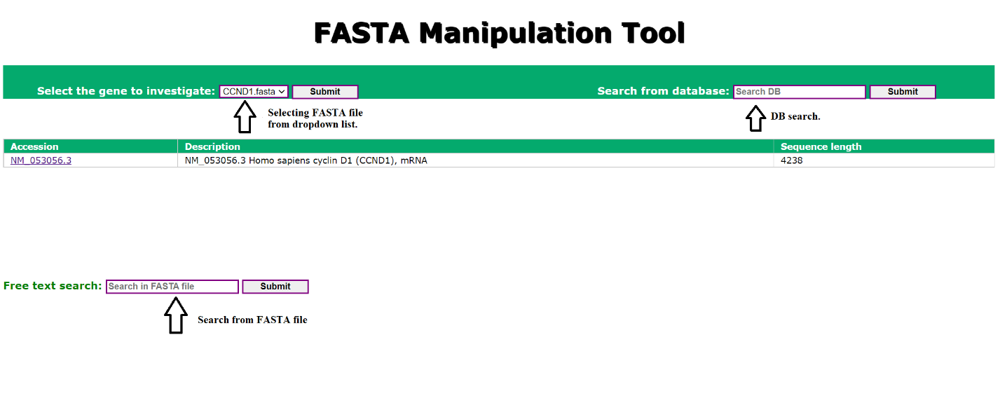 FASTA Manipulation Tool
Select the gene to investigate: CCND1.fasta Submit Search from database: Search DB Submit
Selecting FASTA file
from dropdown list.
DB search.
Accession Description Sequence length
NM_053056.3 NM_053056.3 Homo sapiens cyclin D1 (CCND1), mRNA 4238
Free text search: Search in FASTA file Submit
Search from FASTA file